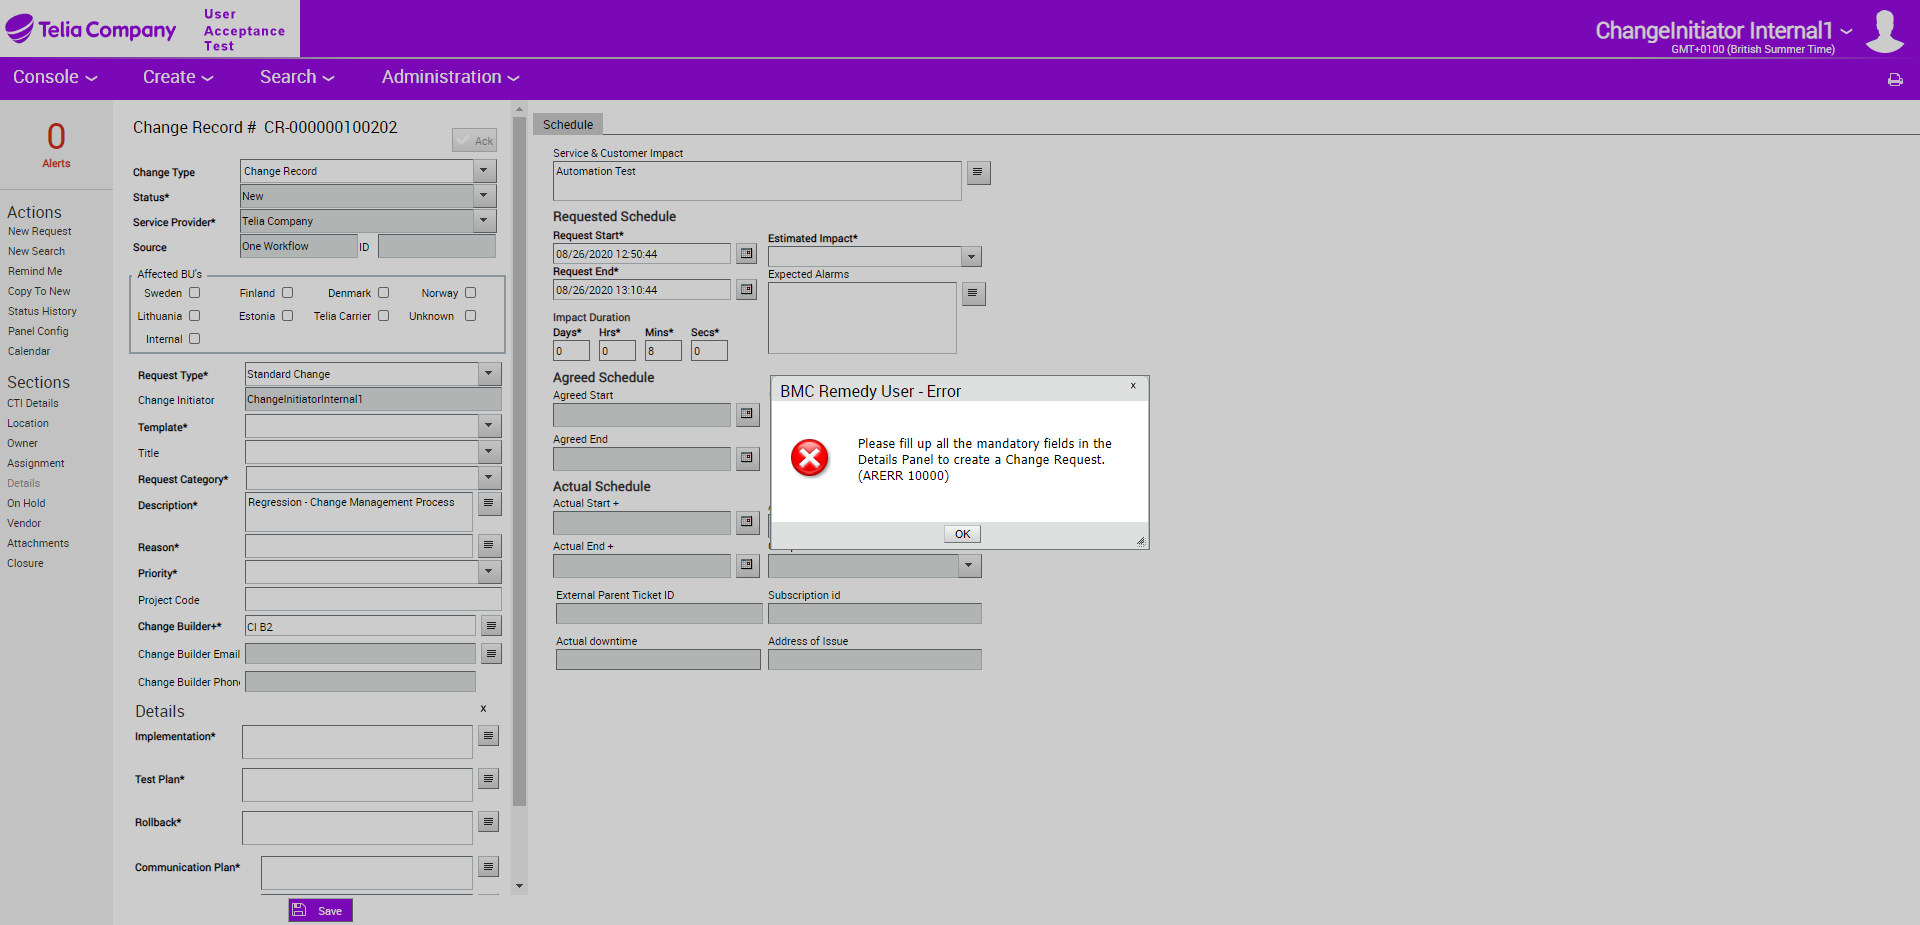 Telia Company
User
Acceptance
Test
ChangeInitiator Internal1
GMT+0100 (British Summer Time)
Console
Create
Search
Administration
0
Alerts
Actions
New Request
New Search
Remind Me
Copy To New
Status History
Panel Config
Calendar
Sections
CTI Details
Location
Owner
Assignment
Details
On Hold
Vendor
Attachments
Closure
Change Record # CR-000000100202
Ack
Change Type Change Record
Status* New
Service Provider* Telia Company
Source One Workflow ID
Affected BU's
Sweden Finland Denmark Norway
Lithuania Estonia Telia Carrier Unknown
Internal
Request Type* Standard Change
Change Initiator ChangeInitiatorInternal1
Template*
Title
Request Category*
Description* Regression - Change Management Process
Reason*
Priority*
Project Code
Change Builder+* CI B2
Change Builder Email
Change Builder Phone
Details x
Implementation*
Test Plan*
Rollback*
Communication Plan*
Save
Schedule
Service & Customer Impact
Automation Test
Requested Schedule
Request Start* Estimated Impact*
08/26/2020 12:50:44
Request End* Expected Alarms
08/26/2020 13:10:44
Impact Duration
Days* Hrs* Mins* Secs*
0 0 8 0
Agreed Schedule
Agreed Start
Agreed End
Actual Schedule
Actual Start +
Actual End +
External Parent Ticket ID Subscription id
Actual downtime Address of Issue
BMC Remedy User - Error x
Please fill up all the mandatory fields in the
Details Panel to create a Change Request.
(ARERR 10000)
OK